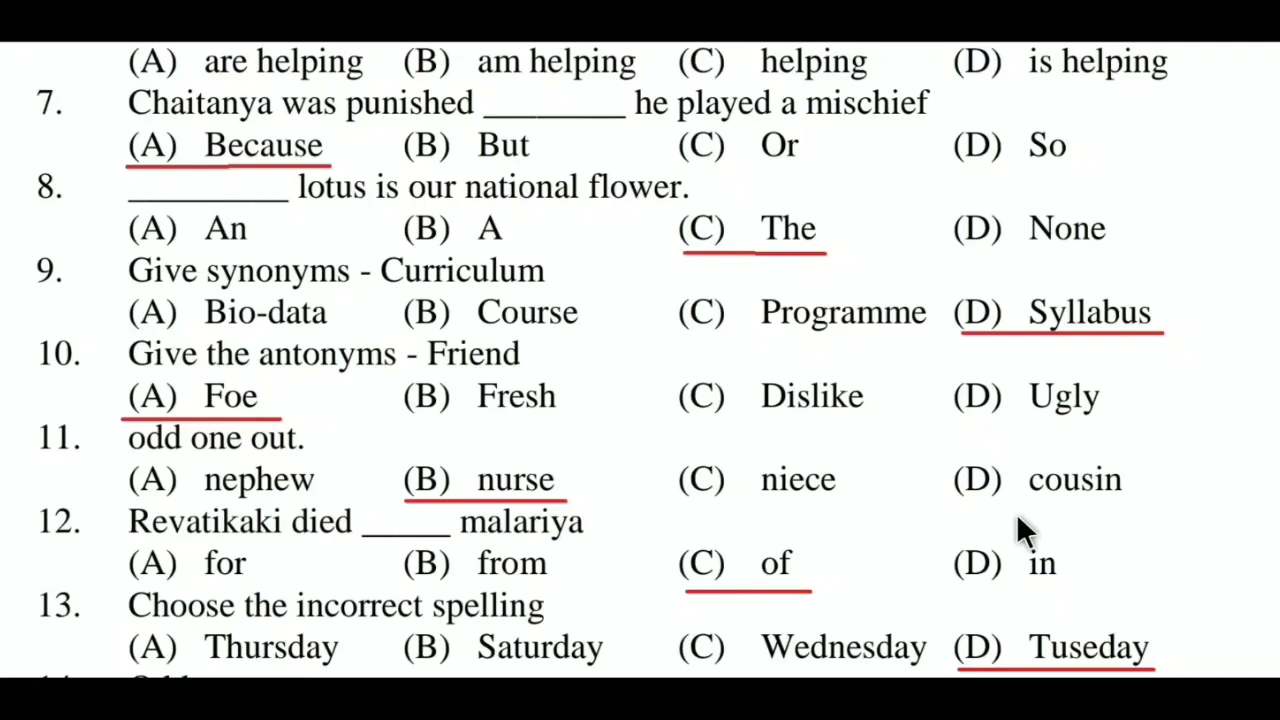 (A) are helping (B) am helping (C) helping (D) is helping
7. Chaitanya was punished ________ he played a mischief
(A) Because (B) But (C) Or (D) So
8. _________ lotus is our national flower.
(A) An (B) A (C) The (D) None
9. Give synonyms - Curriculum
(A) Bio-data (B) Course (C) Programme (D) Syllabus
10. Give the antonyms - Friend
(A) Foe (B) Fresh (C) Dislike (D) Ugly
11. odd one out.
(A) nephew (B) nurse (C) niece (D) cousin
12. Revatikaki died _____ malariya
(A) for (B) from (C) of (D) in
13. Choose the incorrect spelling
(A) Thursday (B) Saturday (C) Wednesday (D) Tuseday